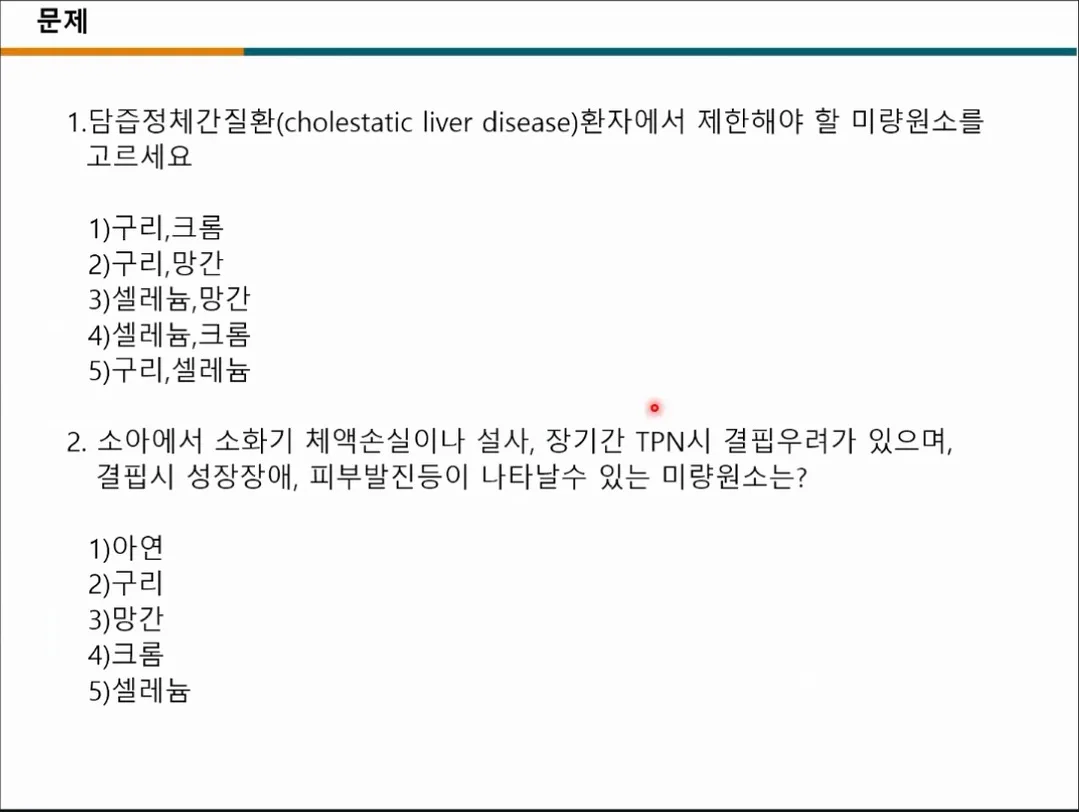 문제
1.담즙정체간질환(cholestatic liver disease)환자에서 제한해야 할 미량원소를
고르세요
1)구리,크롬
2)구리,망간
3)셀레늄,망간
4)셀레늄,크롬
5)구리,셀레늄
2. 소아에서 소화기 체액손실이나 설사, 장기간 TPN시 결핍우려가 있으며,
결핍시 성장장애, 피부발진등이 나타날수 있는 미량원소는?
1)아연
2)구리
3)망간
4)크롬
5)셀레늄